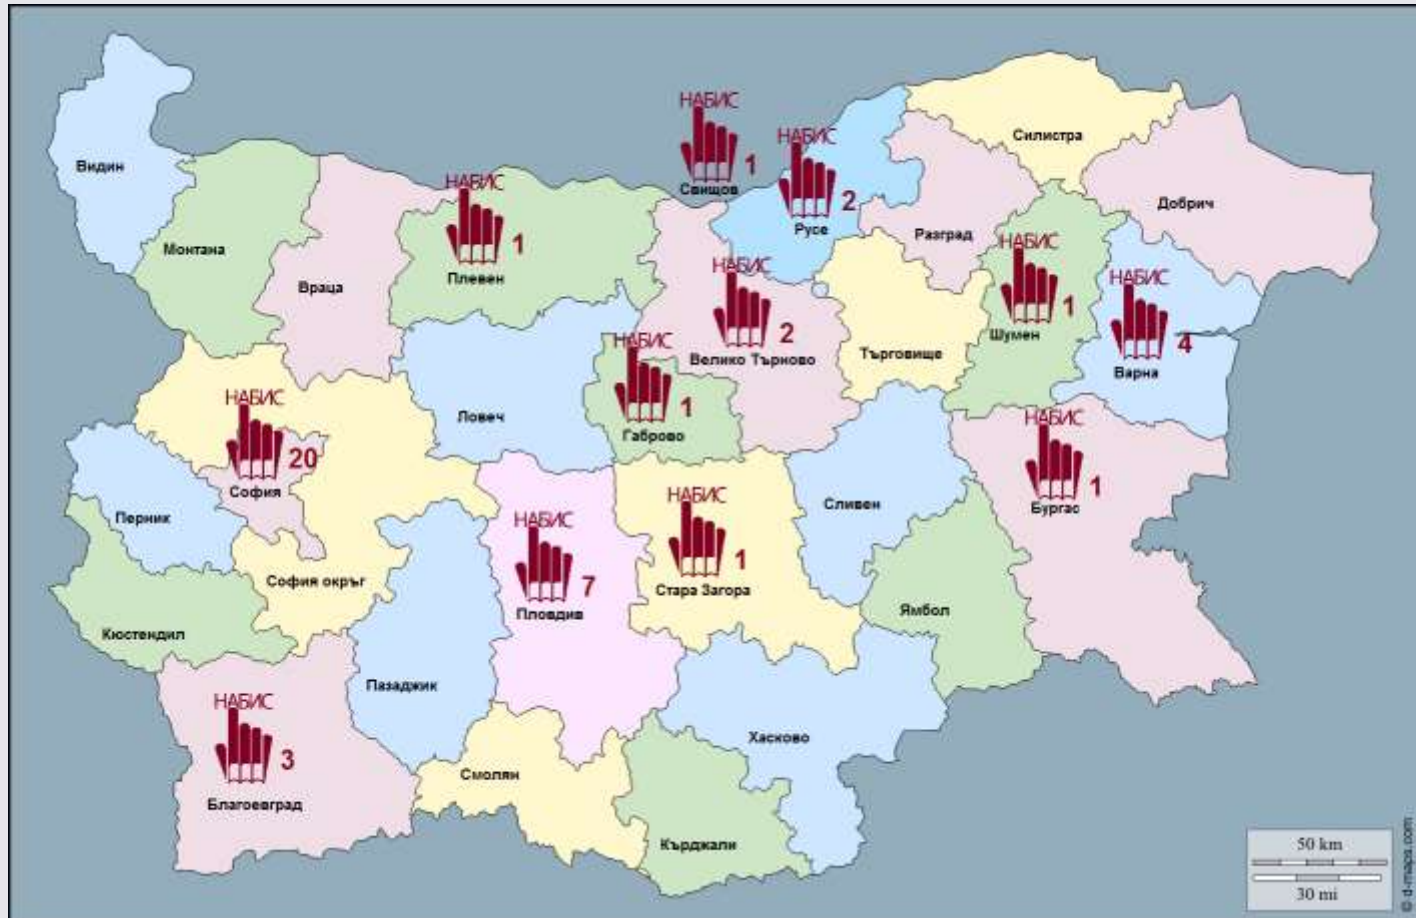 НАБИС
1
Свищов
НАБИС
2
Русе
Силистра
Видин
Добрич
НАБИС
1
Плевен
Монтана
Враца
Разград
НАБИС
1
Шумен
НАБИС
2
Велико Търново
НАБИС
4
Варна
Търговище
НАБИС
1
Габрово
Ловеч
НАБИС
20
София
НАБИС
1
Бургас
Перник
Сливен
НАБИС
7
Пловдив
НАБИС
1
Стара Загора
София окръг
Ямбол
Кюстендил
Пазаджик
НАБИС
3
Благоевград
Хасково
Смолян
Кърджали
50 km
30 mi
© d-maps.com